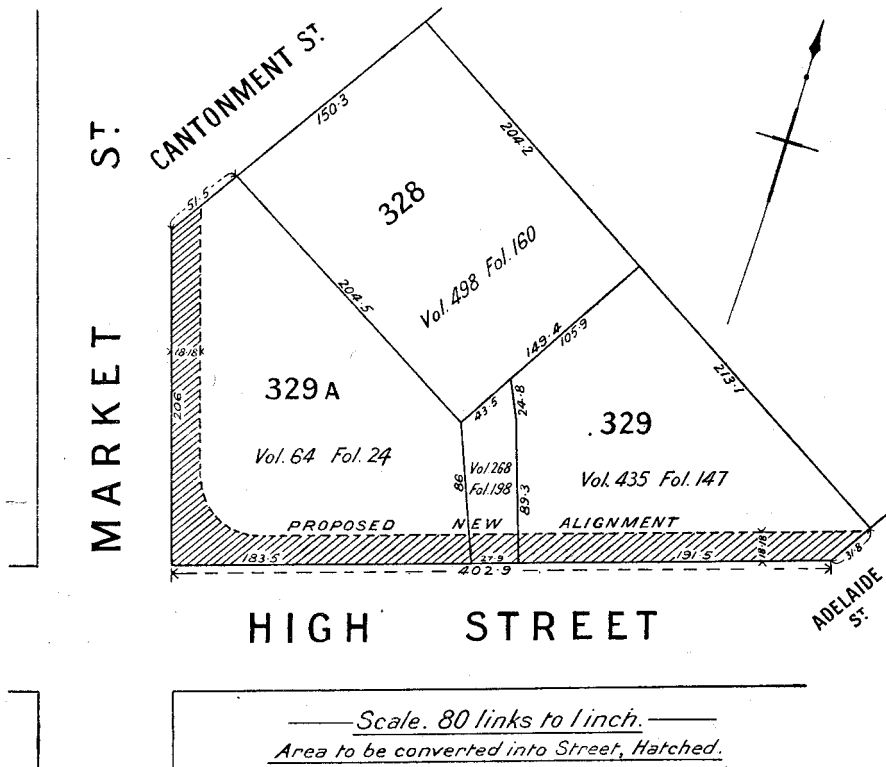 CANTONMENT ST.
MARKET ST.
150·3
204·2
51·5
328
Vol. 498 Fol. 160
204·5
18·18
206
149·4
105·9
213·1
329A
Vol. 64 Fol. 24
43·5
24·8
.329
Vol. 435 Fol. 147
86
Vol 268
Fol. 198
89·3
PROPOSED NEW ALIGNMENT
18·18
183·5
27·9
191·5
31·8
402·9
ADELAIDE ST.
HIGH STREET
Scale. 80 links to 1 inch.
Area to be converted into Street, Hatched.